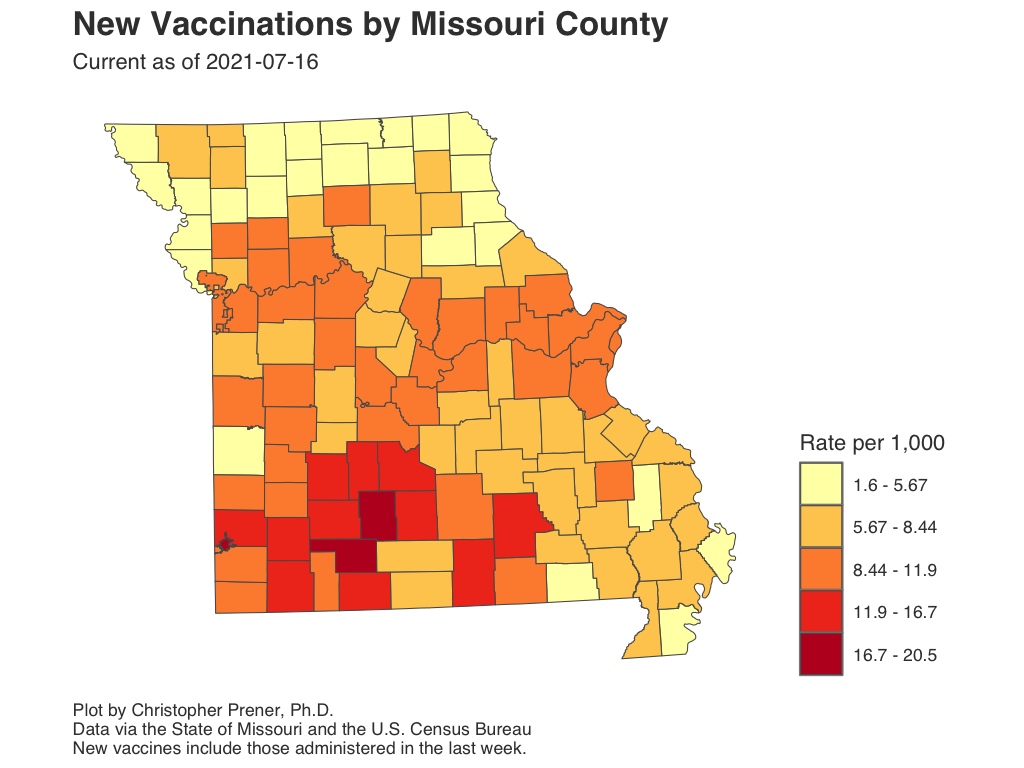 New Vaccinations by Missouri County
Current as of 2021-07-16
Rate per 1,000
1.6 - 5.67
5.67 - 8.44
8.44 - 11.9
11.9 - 16.7
16.7 - 20.5
Plot by Christopher Prener, Ph.D.
Data via the State of Missouri and the U.S. Census Bureau
New vaccines include those administered in the last week.